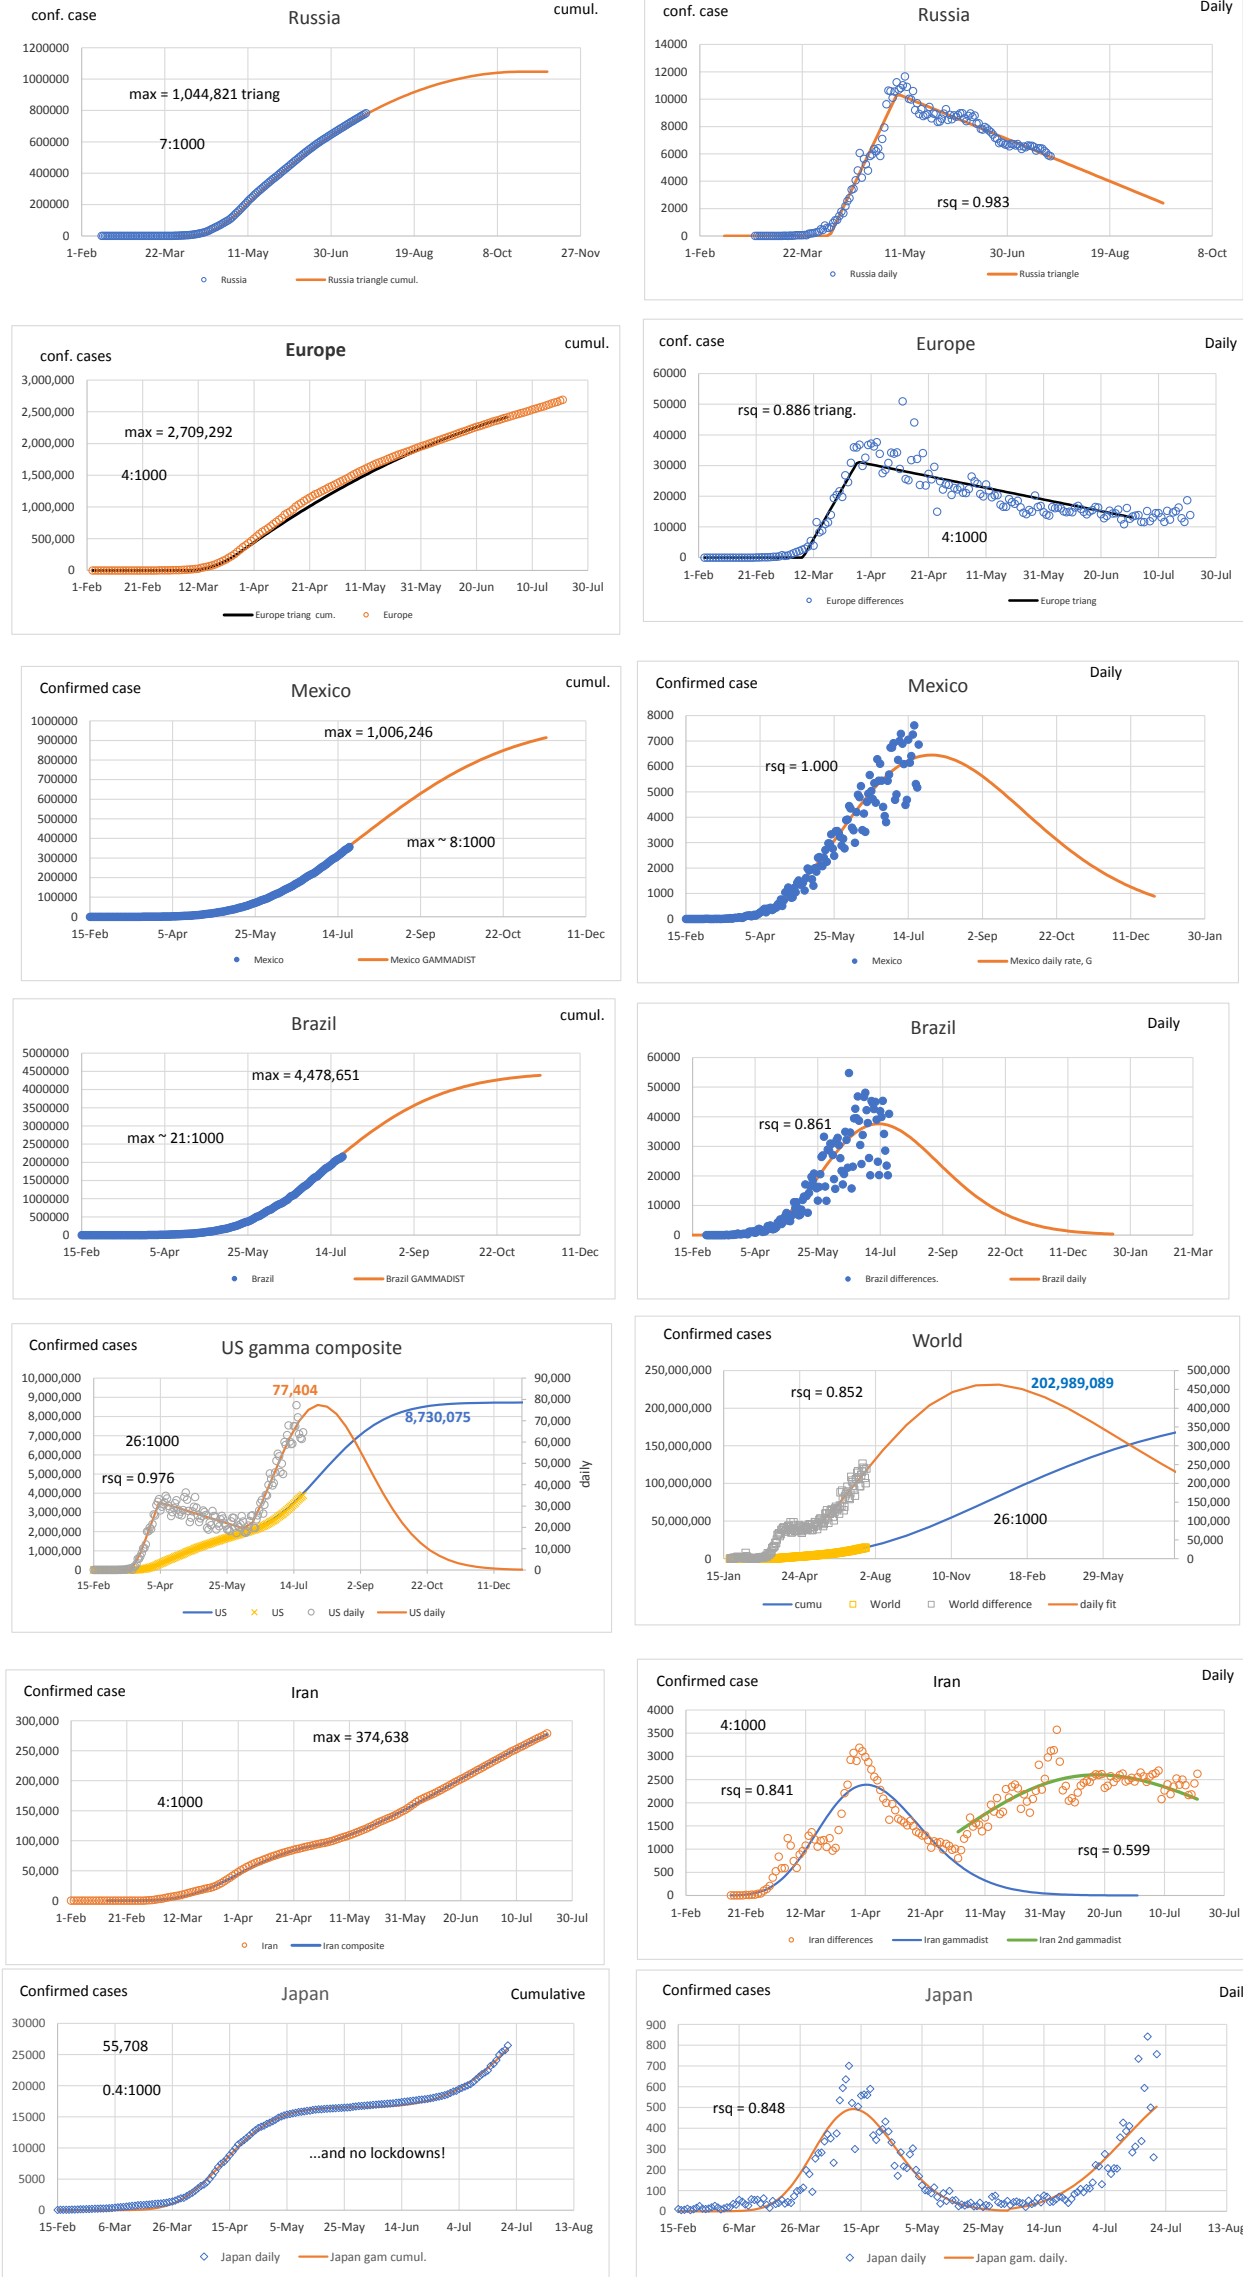 conf. case
Russia
cumul.
1200000
1000000
800000
600000
400000
200000
0
max = 1,044,821 triang
7:1000
1-Feb 22-Mar 11-May 30-Jun 19-Aug 8-Oct 27-Nov
Russia Russia triangle cumul.
conf. case
Russia
Daily
14000
12000
10000
8000
6000
4000
2000
0
rsq = 0.983
1-Feb 22-Mar 11-May 30-Jun 19-Aug 8-Oct
Russia daily Russia triangle
conf. cases
Europe
cumul.
3,000,000
2,500,000
2,000,000
1,500,000
1,000,000
500,000
0
max = 2,709,292
4:1000
1-Feb 21-Feb 12-Mar 1-Apr 21-Apr 11-May 31-May 20-Jun 10-Jul 30-Jul
Europe triang cum. Europe
conf. case
Europe
Daily
60000
50000
40000
30000
20000
10000
0
rsq = 0.886 triang.
4:1000
1-Feb 21-Feb 12-Mar 1-Apr 21-Apr 11-May 31-May 20-Jun 10-Jul 30-Jul
Europe differences Europe triang
Confirmed case
Mexico
cumul.
1000000
900000
800000
700000
600000
500000
400000
300000
200000
100000
0
max = 1,006,246
max ~ 8:1000
15-Feb 5-Apr 25-May 14-Jul 2-Sep 22-Oct 11-Dec
Mexico Mexico GAMMADIST
Confirmed case
Mexico
Daily
8000
7000
6000
5000
4000
3000
2000
1000
0
rsq = 1.000
15-Feb 5-Apr 25-May 14-Jul 2-Sep 22-Oct 11-Dec 30-Jan
Mexico Mexico daily rate, G
Brazil
cumul.
5000000
4500000
4000000
3500000
3000000
2500000
2000000
1500000
1000000
500000
0
max = 4,478,651
max ~ 21:1000
15-Feb 5-Apr 25-May 14-Jul 2-Sep 22-Oct 11-Dec
Brazil Brazil GAMMADIST
Brazil
Daily
60000
50000
40000
30000
20000
10000
0
rsq = 0.861
15-Feb 5-Apr 25-May 14-Jul 2-Sep 22-Oct 11-Dec 30-Jan 21-Mar
Brazil differences. Brazil daily
Confirmed cases
US gamma composite
10,000,000
9,000,000
8,000,000
7,000,000
6,000,000
5,000,000
4,000,000
3,000,000
2,000,000
1,000,000
0
77,404
8,730,075
26:1000
rsq = 0.976
90,000
80,000
70,000
60,000
50,000
40,000
30,000
20,000
10,000
0
daily
15-Feb 5-Apr 25-May 14-Jul 2-Sep 22-Oct 11-Dec
US US US daily US daily
Confirmed cases
World
250,000,000
200,000,000
150,000,000
100,000,000
50,000,000
0
rsq = 0.852
202,989,089
26:1000
500,000
450,000
400,000
350,000
300,000
250,000
200,000
150,000
100,000
50,000
0
15-Jan 24-Apr 2-Aug 10-Nov 18-Feb 29-May
cumu World World difference daily fit
Confirmed case
Iran
300,000
250,000
200,000
150,000
100,000
50,000
0
max = 374,638
4:1000
1-Feb 21-Feb 12-Mar 1-Apr 21-Apr 11-May 31-May 20-Jun 10-Jul 30-Jul
Iran Iran composite
Confirmed case
Iran
Daily
4000
3500
3000
2500
2000
1500
1000
500
0
4:1000
rsq = 0.841
rsq = 0.599
1-Feb 21-Feb 12-Mar 1-Apr 21-Apr 11-May 31-May 20-Jun 10-Jul 30-Jul
Iran differences Iran gammadist Iran 2nd gammadist
Confirmed cases
Japan
Cumulative
30000
25000
20000
15000
10000
5000
0
55,708
0.4:1000
...and no lockdowns!
15-Feb 6-Mar 26-Mar 15-Apr 5-May 25-May 14-Jun 4-Jul 24-Jul 13-Aug
Japan daily Japan gam cumul.
Confirmed cases
Japan
Dail
900
800
700
600
500
400
300
200
100
0
rsq = 0.848
15-Feb 6-Mar 26-Mar 15-Apr 5-May 25-May 14-Jun 4-Jul 24-Jul 13-Aug
Japan daily Japan gam. daily.